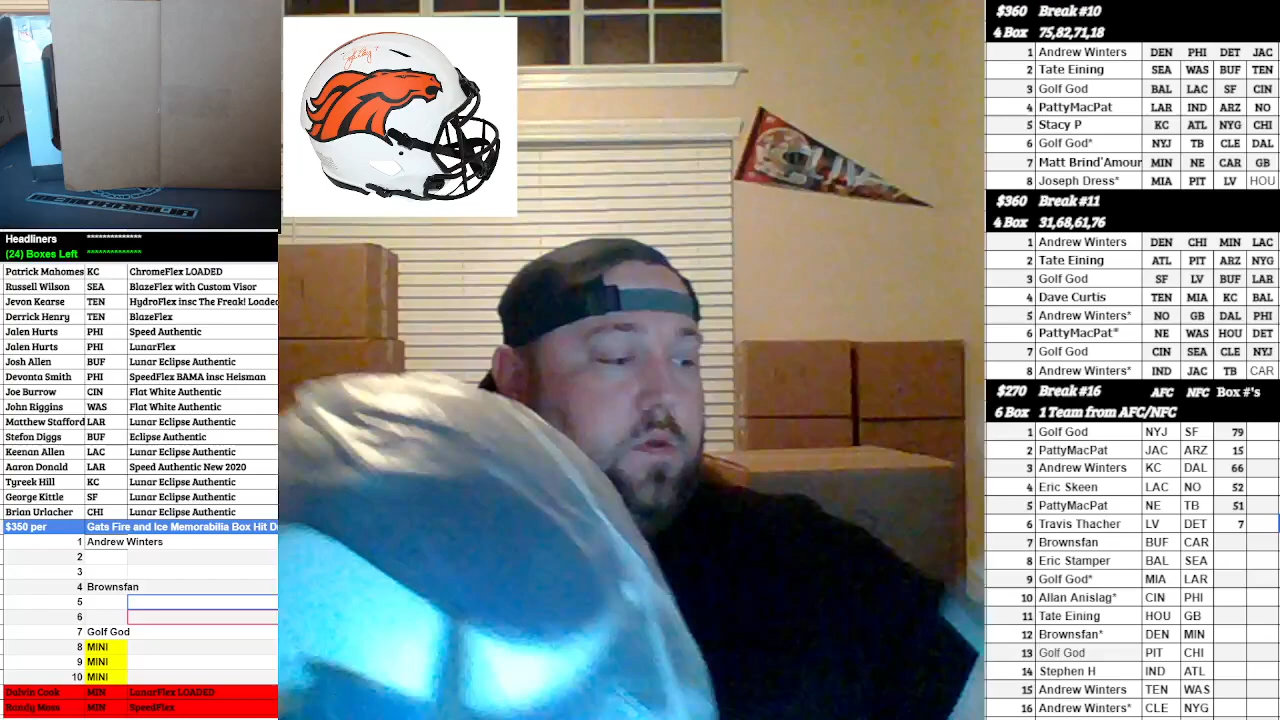 Headliners **************
(24) Boxes Left **************
Patrick Mahomes KC ChromeFlex LOADED
Russell Wilson SEA BlazeFlex with Custom Visor
Jevon Kearse TEN HydroFlex insc The Freak! Loaded
Derrick Henry TEN BlazeFlex
Jalen Hurts PHI Speed Authentic
Jalen Hurts PHI LunarFlex
Josh Allen BUF Lunar Eclipse Authentic
Devonta Smith PHI SpeedFlex BAMA insc Heisman
Joe Burrow CIN Flat White Authentic
John Riggins WAS Flat White Authentic
Matthew Stafford LAR Lunar Eclipse Authentic
Stefon Diggs BUF Eclipse Authentic
Keenan Allen LAC Lunar Eclipse Authentic
Aaron Donald LAR Speed Authentic New 2020
Tyreek Hill KC Lunar Eclipse Authentic
George Kittle SF Lunar Eclipse Authentic
Brian Urlacher CHI Lunar Eclipse Authentic
$350 per Gats Fire and Ice Memorabilia Box Hit
1 Andrew Winters
2
3
4 Brownsfan
5
6
7 Golf God
8 MINI
9 MINI
10 MINI
Dalvin Cook MIN LunarFlex LOADED
Randy Moss MIN SpeedFlex
$360 Break #10
4 Box 75,82,71,18
1 Andrew Winters DEN PHI DET JAC
2 Tate Eining SEA WAS BUF TEN
3 Golf God BAL LAC SF CIN
4 PattyMacPat LAR IND ARZ NO
5 Stacy P KC ATL NYG CHI
6 Golf God* NYJ TB CLE DAL
7 Matt Brind'Amour MIN NE CAR GB
8 Joseph Dress* MIA PIT LV HOU
$360 Break #11
4 Box 31,68,61,76
1 Andrew Winters DEN CHI MIN LAC
2 Tate Eining ATL PIT ARZ NYG
3 Golf God SF LV BUF LAR
4 Dave Curtis TEN MIA KC BAL
5 Andrew Winters* NO GB DAL PHI
6 PattyMacPat* NE WAS HOU DET
7 Golf God CIN SEA CLE NYJ
8 Andrew Winters* IND JAC TB CAR
$270 Break #16 AFC NFC Box #'s
6 Box 1 Team from AFC/NFC
1 Golf God NYJ SF 79
2 PattyMacPat JAC ARZ 15
3 Andrew Winters KC DAL 66
4 Eric Skeen LAC NO 52
5 PattyMacPat NE TB 51
6 Travis Thacher LV DET 7
7 Brownsfan BUF CAR
8 Eric Stamper BAL SEA
9 Golf God* MIA LAR
10 Allan Anislag* CIN PHI
11 Tate Eining HOU GB
12 Brownsfan* DEN MIN
13 Golf God PIT CHI
14 Stephen H IND ATL
15 Andrew Winters TEN WAS
16 Andrew Winters* CLE NYG